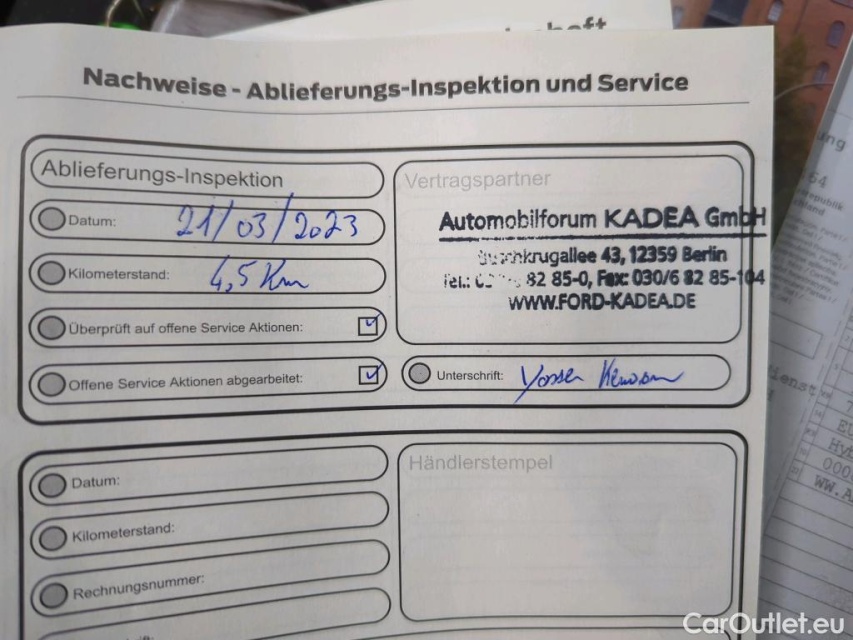 Nachweise - Ablieferungs-Inspektion und Service
Ablieferungs-Inspektion
Datum: 21/03/2023
Kilometerstand: 4,5 Km
Überprüft auf offene Service Aktionen:
Offene Service Aktionen abgearbeitet:
Vertragspartner
Automobilforum KADEA GmbH
43, 12359 Berlin
Tel.: 82 85-0, Fax: 030/6 82 85-104
WWW.FORD-KADEA.DE
Unterschrift:
Datum:
Kilometerstand:
Rechnungsnummer:
Händlerstempel
CarOutlet.eu